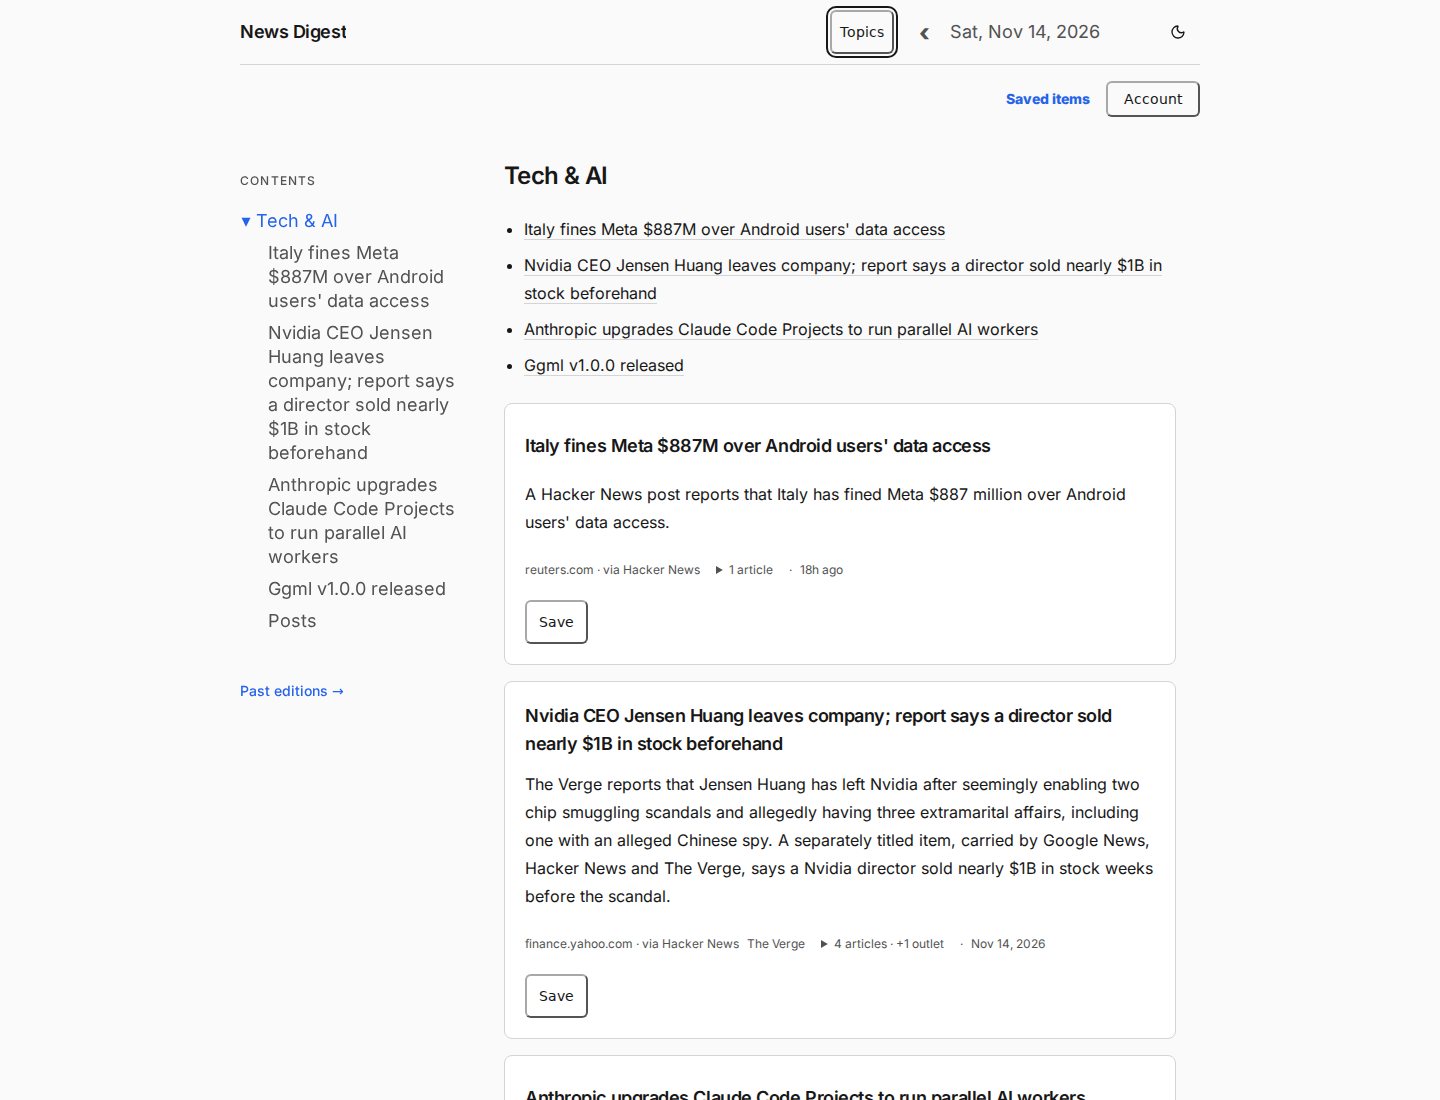 News Digest
Topics
‹
Sat, Nov 14, 2026
Saved items
Account
CONTENTS
▾ Tech & AI
Italy fines Meta
$887M over Android
users' data access
Nvidia CEO Jensen
Huang leaves
company; report says
a director sold nearly
$1B in stock
beforehand
Anthropic upgrades
Claude Code Projects
to run parallel AI
workers
Ggml v1.0.0 released
Posts
Past editions →
Tech & AI
• Italy fines Meta $887M over Android users' data access
• Nvidia CEO Jensen Huang leaves company; report says a director sold nearly $1B in
stock beforehand
• Anthropic upgrades Claude Code Projects to run parallel AI workers
• Ggml v1.0.0 released
Italy fines Meta $887M over Android users' data access
A Hacker News post reports that Italy has fined Meta $887 million over Android
users' data access.
reuters.com · via Hacker News ▶ 1 article · 18h ago
Save
Nvidia CEO Jensen Huang leaves company; report says a director sold
nearly $1B in stock beforehand
The Verge reports that Jensen Huang has left Nvidia after seemingly enabling two
chip smuggling scandals and allegedly having three extramarital affairs, including
one with an alleged Chinese spy. A separately titled item, carried by Google News,
Hacker News and The Verge, says a Nvidia director sold nearly $1B in stock weeks
before the scandal.
finance.yahoo.com · via Hacker News The Verge ▶ 4 articles · +1 outlet · Nov 14, 2026
Save
Anthropic upgrades Claude Code Projects to run parallel AI workers